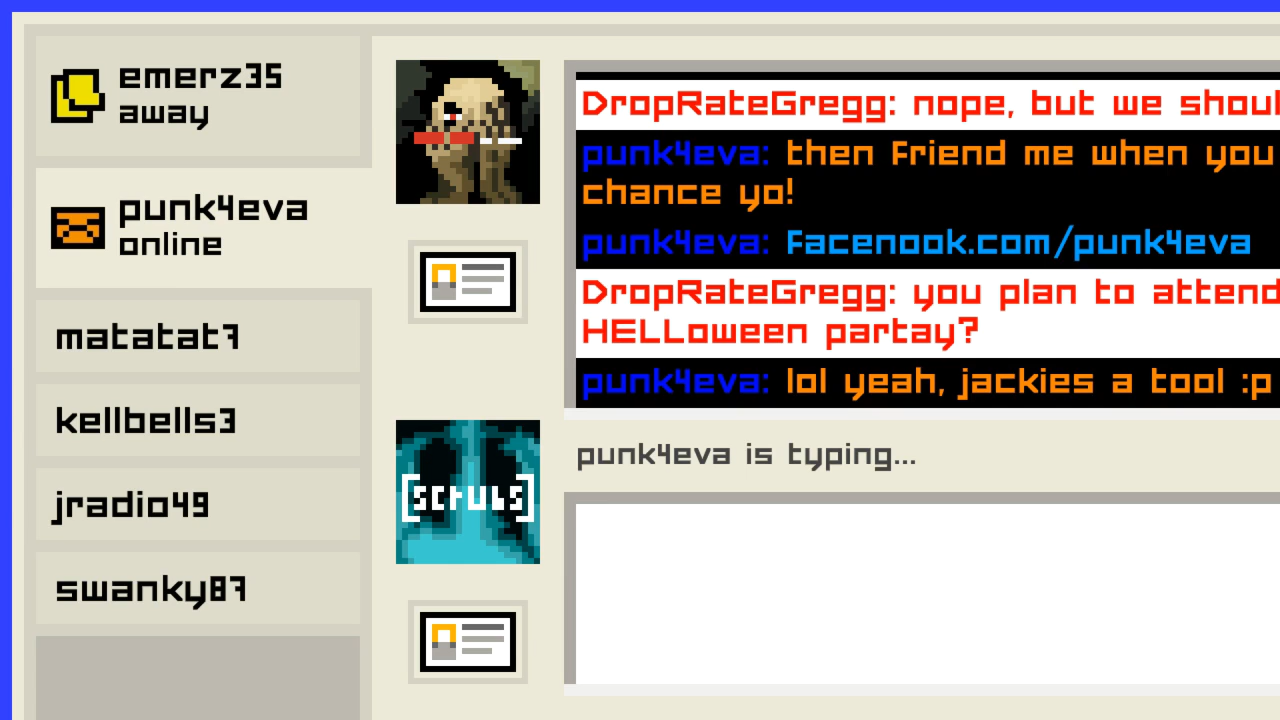 emerz35
away
punk4eva
online
matatat7
kellbells3
jradio49
swanky87
[scrubs]
DropRateGregg: nope, but we shoul
punk4eva: then friend me when you
chance yo!
punk4eva: Facenook.com/punk4eva
DropRateGregg: you plan to attend
HELLoween partay?
punk4eva: lol yeah, jackies a tool :p
punk4eva is typing...